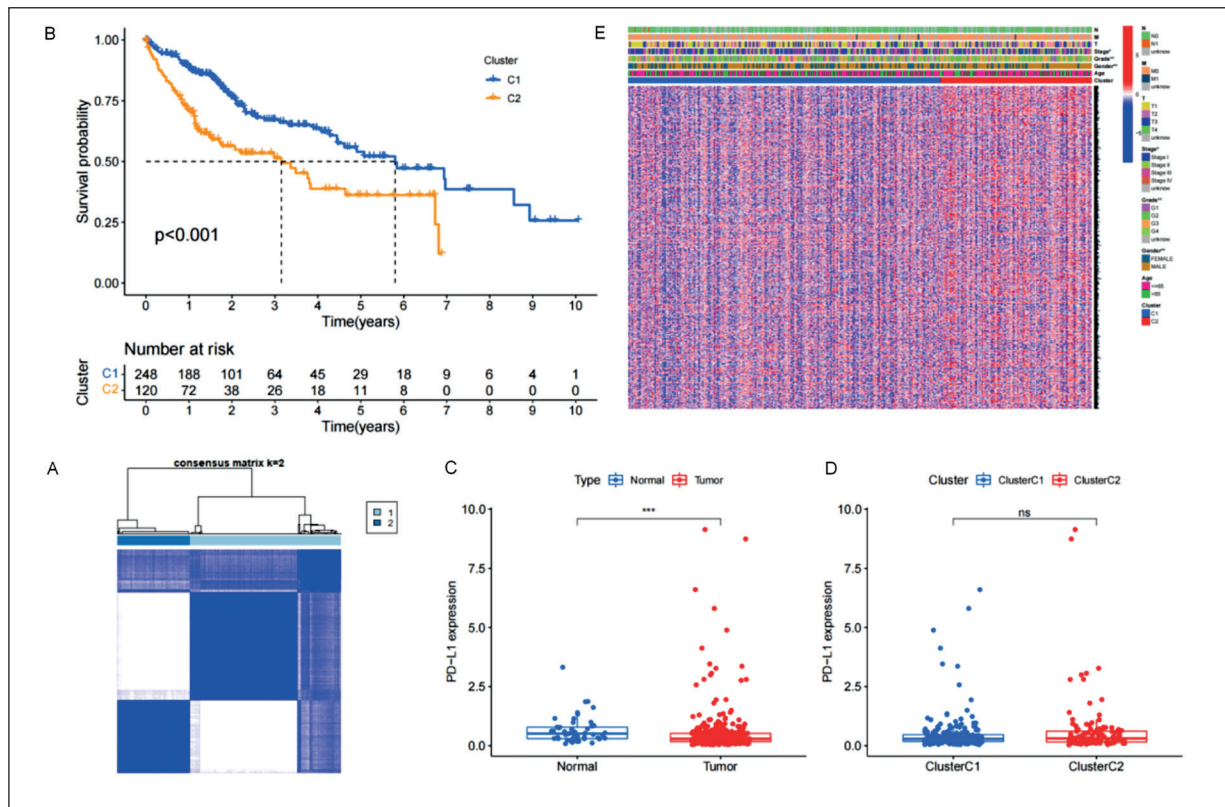 B
Cluster
C1
C2
1.00
0.75
0.50
0.25
0.00
Survival probability
p<0.001
0 1 2 3 4 5 6 7 8 9 10
Time(years)
Number at risk
Cluster
C1 248 188 101 64 45 29 18 9 6 4 1
C2 120 72 38 26 18 11 8 0 0 0 0
0 1 2 3 4 5 6 7 8 9 10
Time(years)
E
N
M
T
Stage*
Grade**
Gender**
Age
Cluster
0
N
N0
N1
unknow
M
M0
M1
unknow
T
T1
T2
T3
T4
unknow
Stage*
Stage I
Stage II
Stage III
Stage IV
unknow
Grade**
G1
G2
G3
G4
unknow
Gender**
FEMALE
MALE
Age
<=65
>65
Cluster
C1
C2
A
consensus matrix k=2
1
2
C
Type Normal Tumor
10.0
7.5
5.0
2.5
0.0
PD-L1 expression
***
Normal Tumor
D
Cluster ClusterC1 ClusterC2
10.0
7.5
5.0
2.5
0.0
PD-L1 expression
ns
ClusterC1 ClusterC2